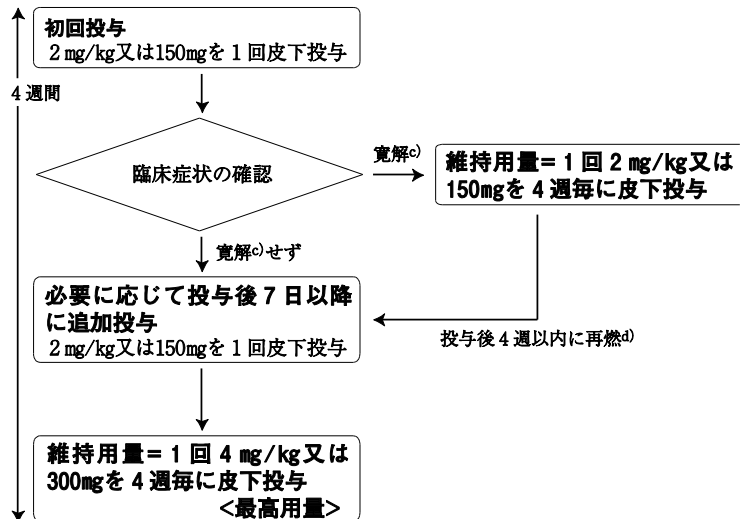 初回投与
2 mg/kg又は150mgを1回皮下投与
4週間
臨床症状の確認
寛解c)
維持用量=1回2 mg/kg又は
150mgを4週毎に皮下投与
寛解c)せず
必要に応じて投与後7日以降
に追加投与
2 mg/kg又は150mgを1回皮下投与
投与後4週以内に再燃d)
維持用量=1回4 mg/kg又は
300mgを4週毎に皮下投与
<最高用量>